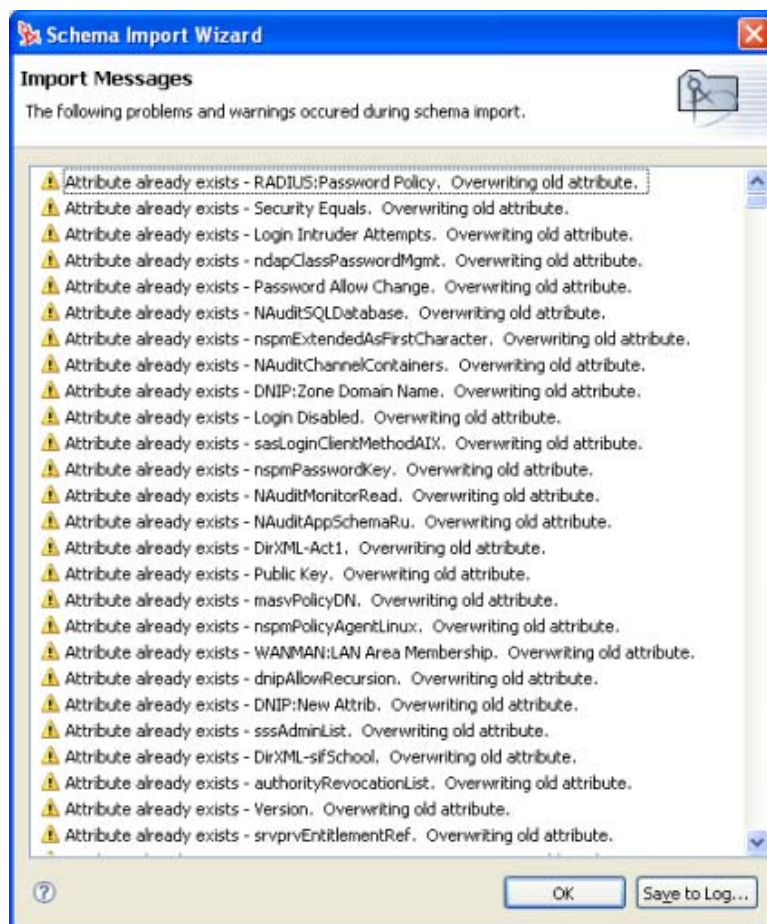 Schema Import Wizard
Import Messages
The following problems and warnings occured during schema import.
Attribute already exists - RADIUS:Password Policy. Overwriting old attribute.
Attribute already exists - Security Equals. Overwriting old attribute.
Attribute already exists - Login Intruder Attempts. Overwriting old attribute.
Attribute already exists - ndapClassPasswordMgmt. Overwriting old attribute.
Attribute already exists - Password Allow Change. Overwriting old attribute.
Attribute already exists - NAuditSQLDatabase. Overwriting old attribute.
Attribute already exists - nspmExtendedAsFirstCharacter. Overwriting old attribute.
Attribute already exists - NAuditChannelContainers. Overwriting old attribute.
Attribute already exists - DNIP:Zone Domain Name. Overwriting old attribute.
Attribute already exists - Login Disabled. Overwriting old attribute.
Attribute already exists - sasLoginClientMethodAIX. Overwriting old attribute.
Attribute already exists - nspmPasswordKey. Overwriting old attribute.
Attribute already exists - NAuditMonitorRead. Overwriting old attribute.
Attribute already exists - NAuditAppSchemaRu. Overwriting old attribute.
Attribute already exists - DirXML-Act1. Overwriting old attribute.
Attribute already exists - Public Key. Overwriting old attribute.
Attribute already exists - masvPolicyDN. Overwriting old attribute.
Attribute already exists - nspmPolicyAgentLinux. Overwriting old attribute.
Attribute already exists - WANMAN:LAN Area Membership. Overwriting old attribute.
Attribute already exists - dnipAllowRecursion. Overwriting old attribute.
Attribute already exists - DNIP:New Attrib. Overwriting old attribute.
Attribute already exists - sssAdminList. Overwriting old attribute.
Attribute already exists - DirXML-sifSchool. Overwriting old attribute.
Attribute already exists - authorityRevocationList. Overwriting old attribute.
Attribute already exists - Version. Overwriting old attribute.
Attribute already exists - srvprvEntitlementRef. Overwriting old attribute.
OK
Save to Log...